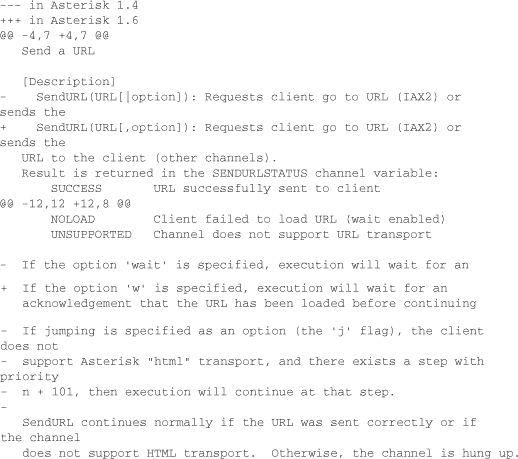 --- in Asterisk 1.4
+++ in Asterisk 1.6
@@ -4,7 +4,7 @@
   Send a URL

   [Description]
-    SendURL(URL[|option]): Requests client go to URL (IAX2) or
sends the
+    SendURL(URL[,option]): Requests client go to URL (IAX2) or
sends the
   URL to the client (other channels).
   Result is returned in the SENDURLSTATUS channel variable:
       SUCCESS       URL successfully sent to client
@@ -12,12 +12,8 @@
       NOLOAD        Client failed to load URL (wait enabled)
       UNSUPPORTED   Channel does not support URL transport

-  If the option 'wait' is specified, execution will wait for an

+  If the option 'w' is specified, execution will wait for an
   acknowledgement that the URL has been loaded before continuing

-  If jumping is specified as an option (the 'j' flag), the client
does not
-  support Asterisk "html" transport, and there exists a step with
priority
-  n + 101, then execution will continue at that step.
-
   SendURL continues normally if the URL was sent correctly or if
the channel
   does not support HTML transport.  Otherwise, the channel is hung up.